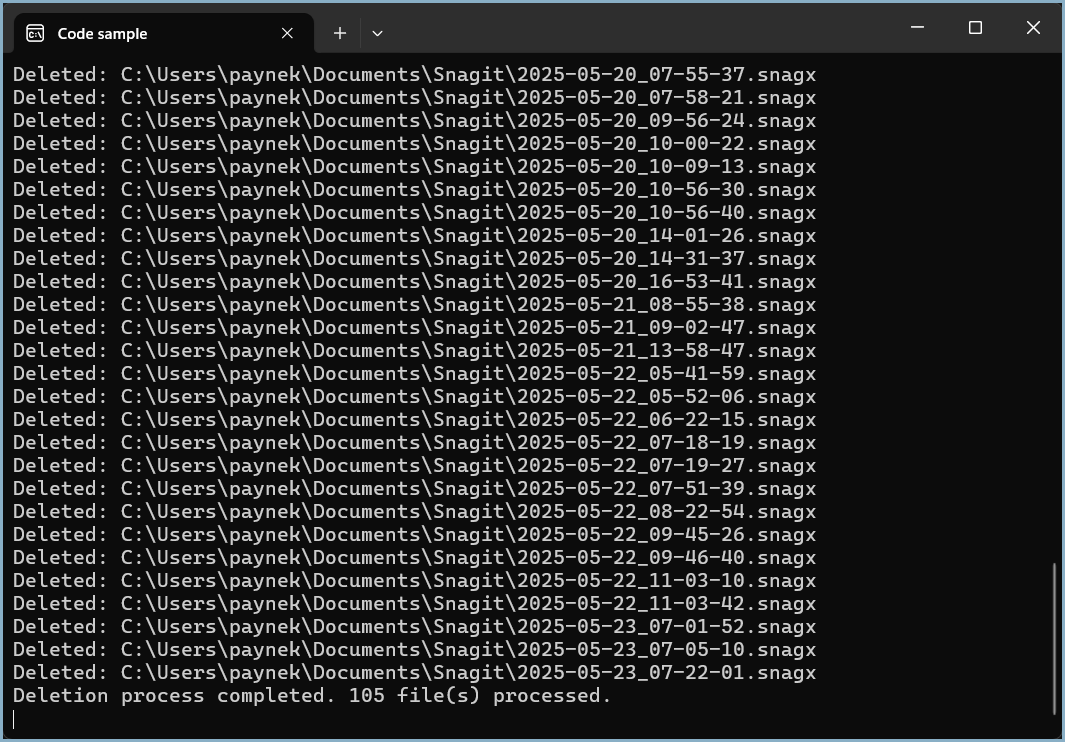 Code sample
Deleted: C:\Users\paynek\Documents\Snagit\2025-05-20_07-55-37.snagx
Deleted: C:\Users\paynek\Documents\Snagit\2025-05-20_07-58-21.snagx
Deleted: C:\Users\paynek\Documents\Snagit\2025-05-20_09-56-24.snagx
Deleted: C:\Users\paynek\Documents\Snagit\2025-05-20_10-00-22.snagx
Deleted: C:\Users\paynek\Documents\Snagit\2025-05-20_10-09-13.snagx
Deleted: C:\Users\paynek\Documents\Snagit\2025-05-20_10-56-30.snagx
Deleted: C:\Users\paynek\Documents\Snagit\2025-05-20_10-56-40.snagx
Deleted: C:\Users\paynek\Documents\Snagit\2025-05-20_14-01-26.snagx
Deleted: C:\Users\paynek\Documents\Snagit\2025-05-20_14-31-37.snagx
Deleted: C:\Users\paynek\Documents\Snagit\2025-05-20_16-53-41.snagx
Deleted: C:\Users\paynek\Documents\Snagit\2025-05-21_08-55-38.snagx
Deleted: C:\Users\paynek\Documents\Snagit\2025-05-21_09-02-47.snagx
Deleted: C:\Users\paynek\Documents\Snagit\2025-05-21_13-58-47.snagx
Deleted: C:\Users\paynek\Documents\Snagit\2025-05-22_05-41-59.snagx
Deleted: C:\Users\paynek\Documents\Snagit\2025-05-22_05-52-06.snagx
Deleted: C:\Users\paynek\Documents\Snagit\2025-05-22_06-22-15.snagx
Deleted: C:\Users\paynek\Documents\Snagit\2025-05-22_07-18-19.snagx
Deleted: C:\Users\paynek\Documents\Snagit\2025-05-22_07-19-27.snagx
Deleted: C:\Users\paynek\Documents\Snagit\2025-05-22_07-51-39.snagx
Deleted: C:\Users\paynek\Documents\Snagit\2025-05-22_08-22-54.snagx
Deleted: C:\Users\paynek\Documents\Snagit\2025-05-22_09-45-26.snagx
Deleted: C:\Users\paynek\Documents\Snagit\2025-05-22_09-46-40.snagx
Deleted: C:\Users\paynek\Documents\Snagit\2025-05-22_11-03-10.snagx
Deleted: C:\Users\paynek\Documents\Snagit\2025-05-22_11-03-42.snagx
Deleted: C:\Users\paynek\Documents\Snagit\2025-05-23_07-01-52.snagx
Deleted: C:\Users\paynek\Documents\Snagit\2025-05-23_07-05-10.snagx
Deleted: C:\Users\paynek\Documents\Snagit\2025-05-23_07-22-01.snagx
Deletion process completed. 105 file(s) processed.